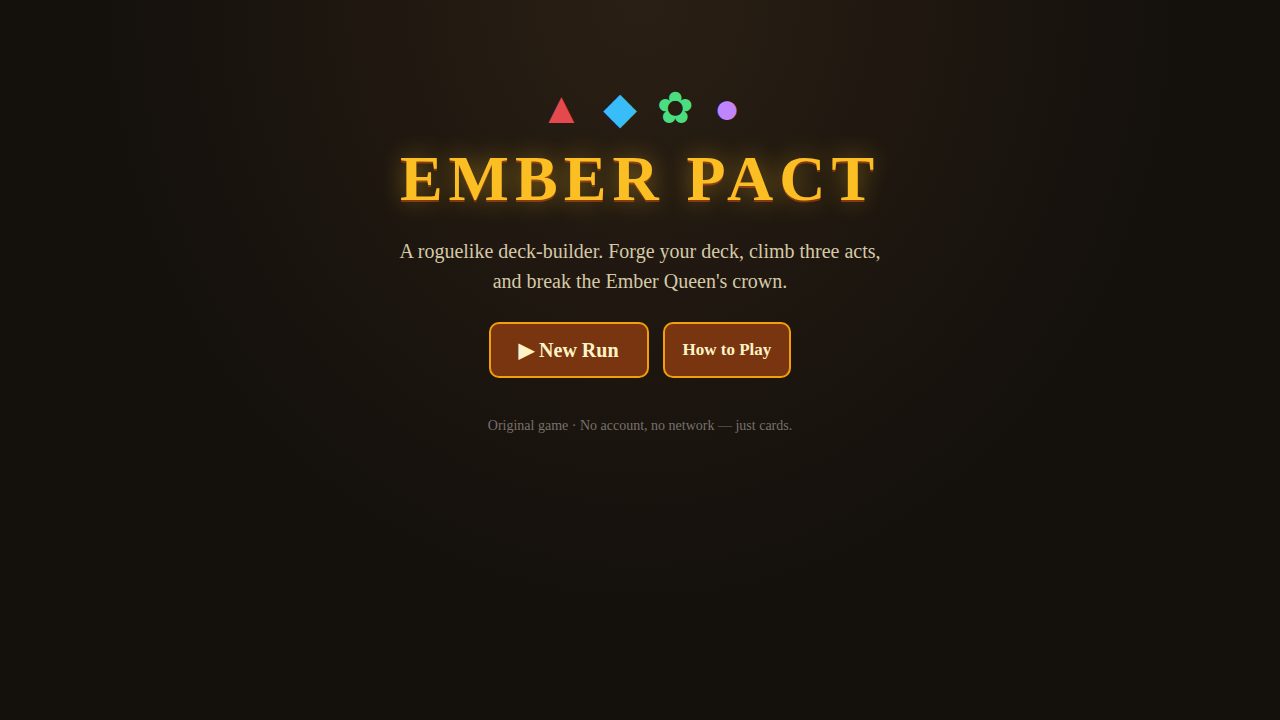 EMBER PACT
A roguelike deck-builder. Forge your deck, climb three acts,
and break the Ember Queen's crown.
▶ New Run
How to Play
Original game · No account, no network — just cards.